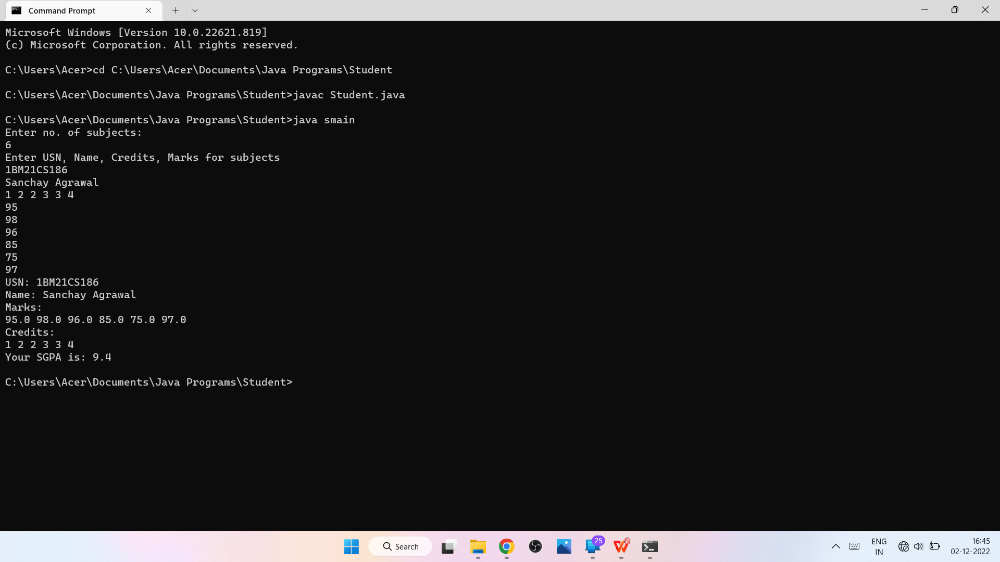 Command Prompt
Microsoft Windows [Version 10.0.22621.819]
(c) Microsoft Corporation. All rights reserved.
C:\Users\Acer>cd C:\Users\Acer\Documents\Java Programs\Student
C:\Users\Acer\Documents\Java Programs\Student>javac Student.java
C:\Users\Acer\Documents\Java Programs\Student>java smain
Enter no. of subjects:
6
Enter USN, Name, Credits, Marks for subjects
1BM21CS186
Sanchay Agrawal
1 2 2 3 3 4
95
98
96
85
75
97
USN: 1BM21CS186
Name: Sanchay Agrawal
Marks:
95.0 98.0 96.0 85.0 75.0 97.0
Credits:
1 2 2 3 3 4
Your SGPA is: 9.4
C:\Users\Acer\Documents\Java Programs\Student>
Search
25
ENG
IN
16:45
02-12-2022